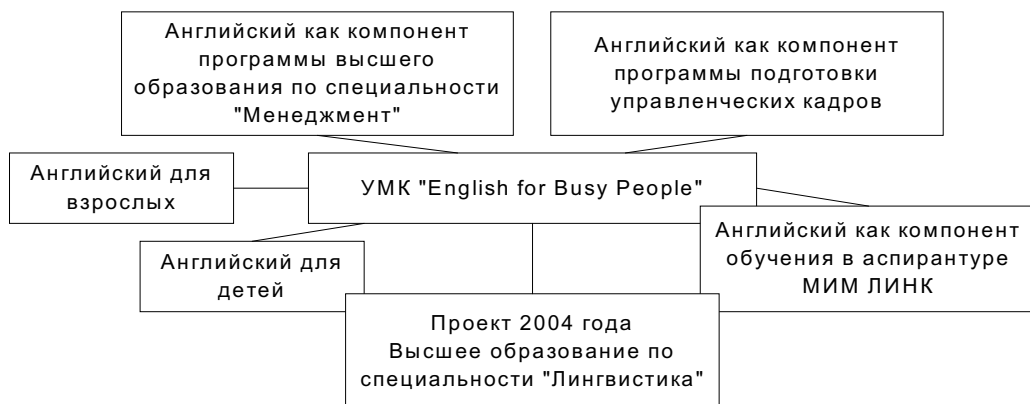 Английский как компонент
программы высшего
образования по специальности
"Менеджмент"
Английский как компонент
программы подготовки
управленческих кадров
Английский для
взрослых
УМК "English for Busy People"
Английский как компонент
обучения в аспирантуре
МИМ ЛИНК
Английский для
детей
Проект 2004 года
Высшее образование по
специальности "Лингвистика"